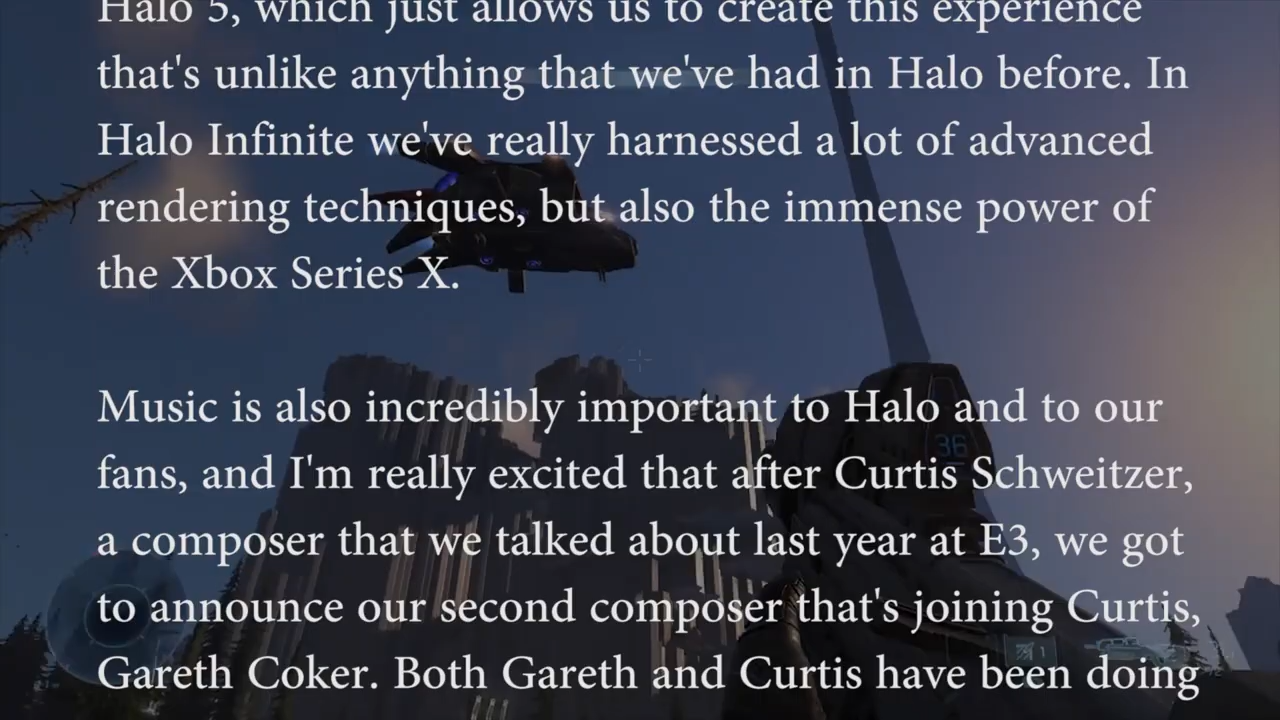 Halo 5, which just allows us to create this experience
that's unlike anything that we've had in Halo before. In
Halo Infinite we've really harnessed a lot of advanced
rendering techniques, but also the immense power of
the Xbox Series X.
Music is also incredibly important to Halo and to our
fans, and I'm really excited that after Curtis Schweitzer,
36
a composer that we talked about last year at E3, we got
to announce our second composer that's joining Curtis,
1
Gareth Coker. Both Gareth and Curtis have been doing